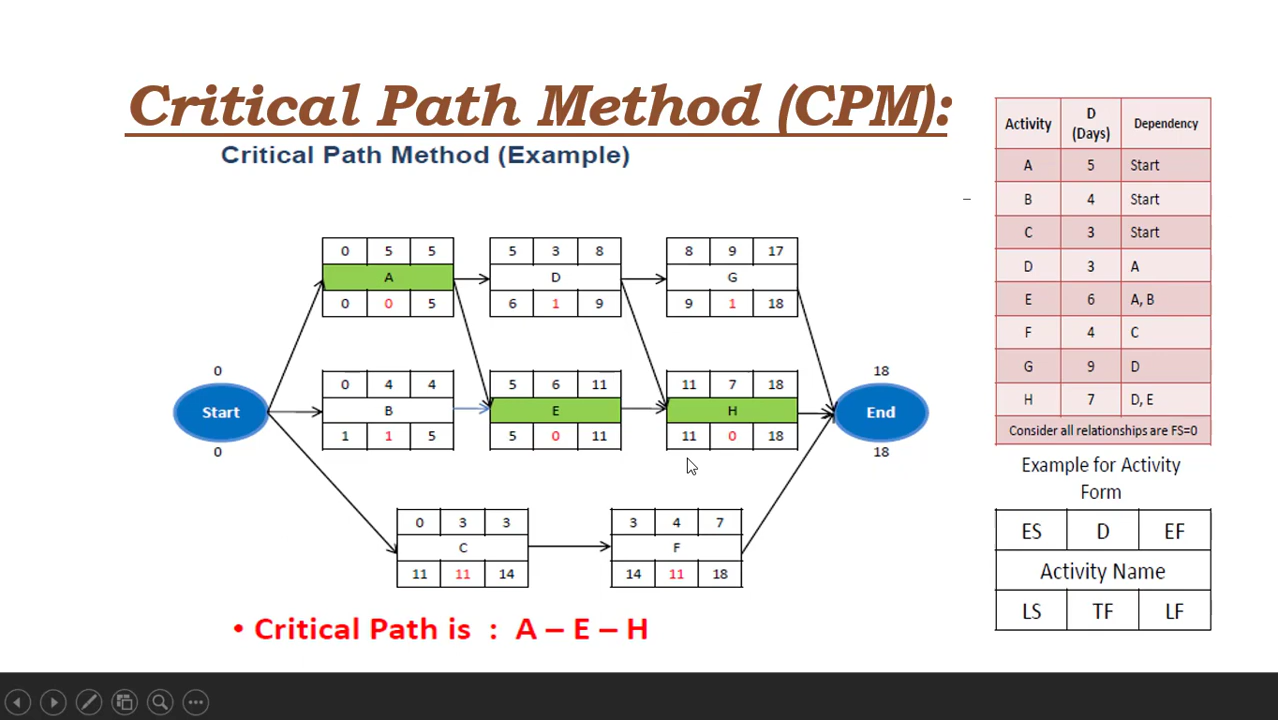 Critical Path Method (CPM):
Critical Path Method (Example)
0 5 5
A
0 0 5
5 3 8
D
6 1 9
8 9 17
G
9 1 18
0
Start
0
0 4 4
B
1 1 5
5 6 11
E
5 0 11
11 7 18
H
11 0 18
18
End
18
0 3 3
C
11 11 14
3 4 7
F
14 11 18
• Critical Path is : A – E – H
Activity D (Days) Dependency
A 5 Start
B 4 Start
C 3 Start
D 3 A
E 6 A, B
F 4 C
G 9 D
H 7 D, E
Consider all relationships are FS=0
Example for Activity
Form
ES D EF
Activity Name
LS TF LF